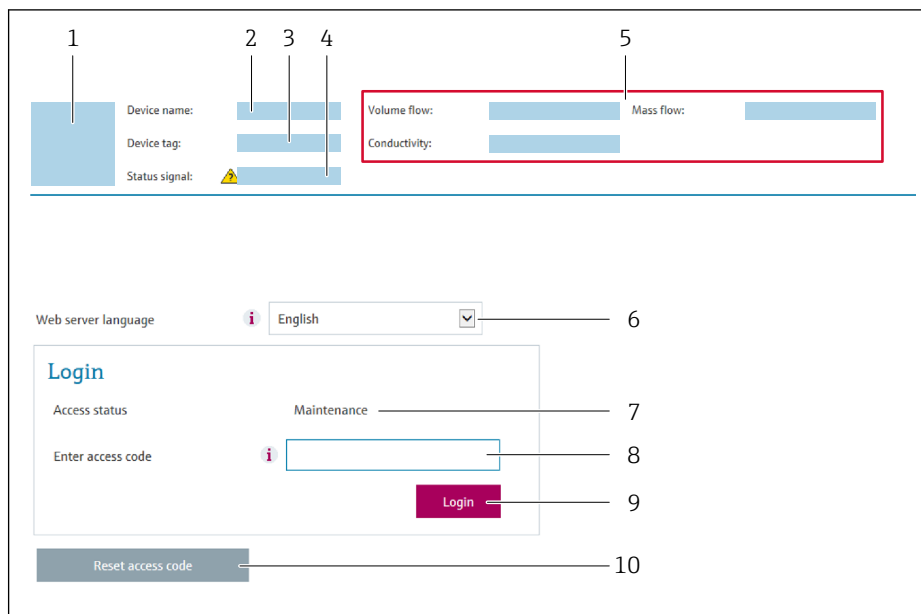 1 2 3 4 5
Device name: Volume flow: Mass flow:
Device tag: Conductivity:
Status signal: ?
Web server language i English 6
Login
Access status Maintenance 7
Enter access code i 8
Login 9
Reset access code 10